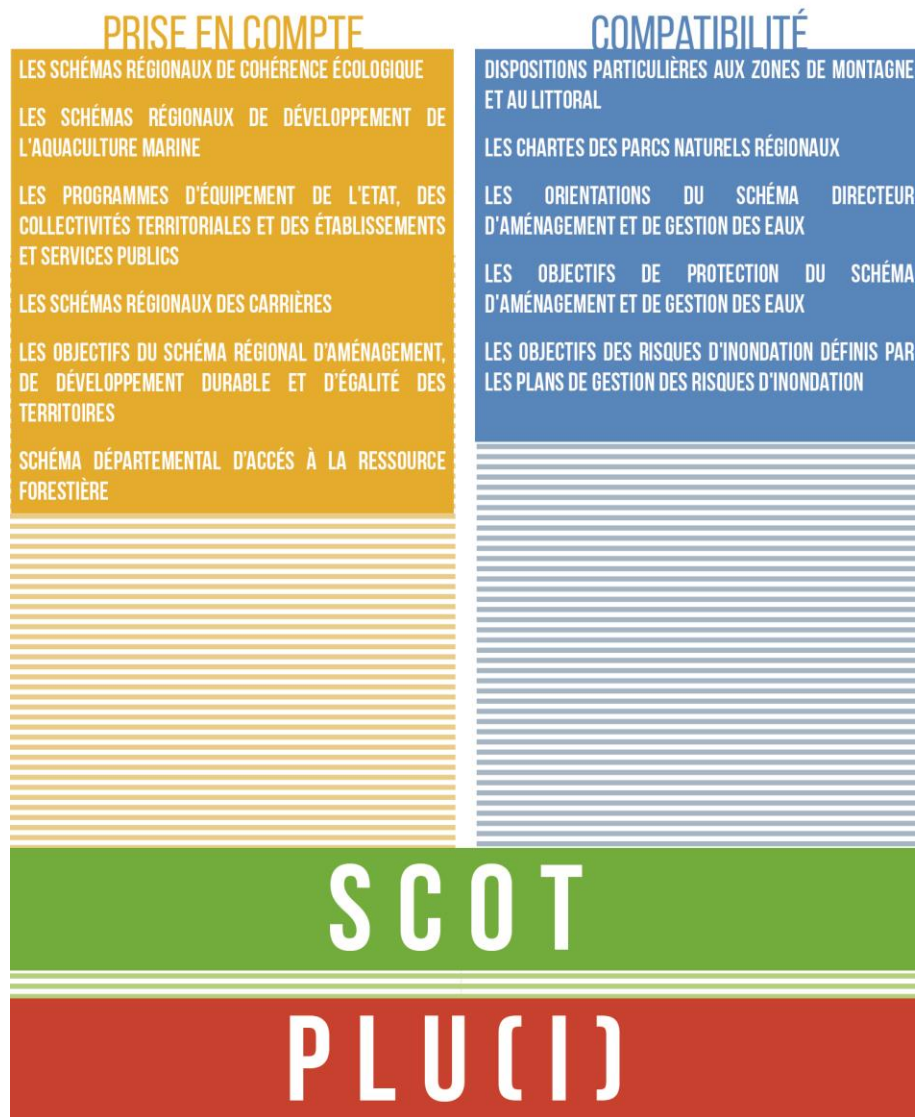 PRISE EN COMPTE
LES SCHÉMAS RÉGIONAUX DE COHÉRENCE ÉCOLOGIQUE
LES SCHÉMAS RÉGIONAUX DE DÉVELOPPEMENT DE
L'AQUACULTURE MARINE
LES PROGRAMMES D'ÉQUIPEMENT DE L'ETAT, DES
COLLECTIVITÉS TERRITORIALES ET DES ÉTABLISSEMENTS
ET SERVICES PUBLICS
LES SCHÉMAS RÉGIONAUX DES CARRIÈRES
LES OBJECTIFS DU SCHÉMA RÉGIONAL D'AMÉNAGEMENT,
DE DÉVELOPPEMENT DURABLE ET D'ÉGALITÉ DES
TERRITOIRES
SCHÉMA DÉPARTEMENTAL D'ACCÉS À LA RESSOURCE
FORESTIÈRE
COMPATIBILITÉ
DISPOSITIONS PARTICULIÈRES AUX ZONES DE MONTAGNE
ET AU LITTORAL
LES CHARTES DES PARCS NATURELS RÉGIONAUX
LES ORIENTATIONS DU SCHÉMA DIRECTEUR
D'AMÉNAGEMENT ET DE GESTION DES EAUX
LES OBJECTIFS DE PROTECTION DU SCHÉMA
D'AMÉNAGEMENT ET DE GESTION DES EAUX
LES OBJECTIFS DES RISQUES D'INONDATION DÉFINIS PAR
LES PLANS DE GESTION DES RISQUES D'INONDATION
SCOT
PLU(I)